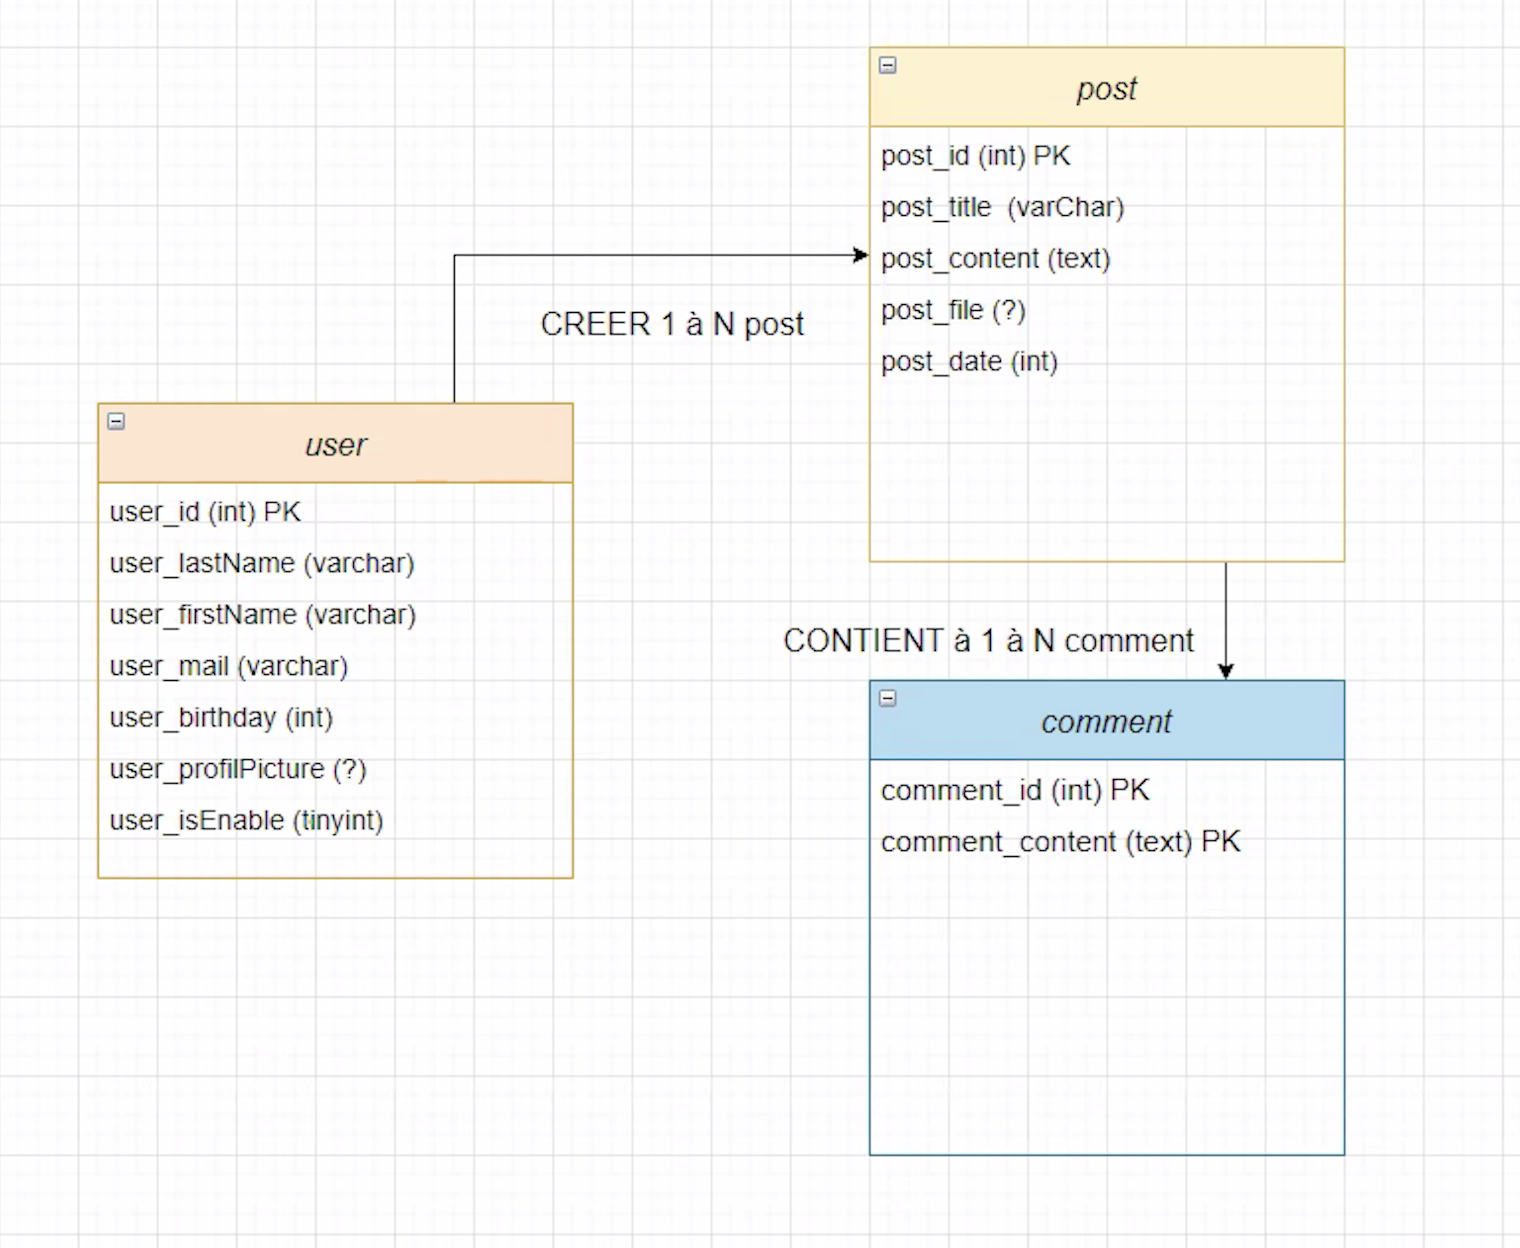 post
post_id (int) PK
post_title  (varChar)
post_content (text)
post_file (?)
post_date (int)
CREER 1 à N post
user
user_id (int) PK
user_lastName (varchar)
user_firstName (varchar)
user_mail (varchar)
user_birthday (int)
user_profilPicture (?)
user_isEnable (tinyint)
CONTIENT à 1 à N comment
comment
comment_id (int) PK
comment_content (text) PK